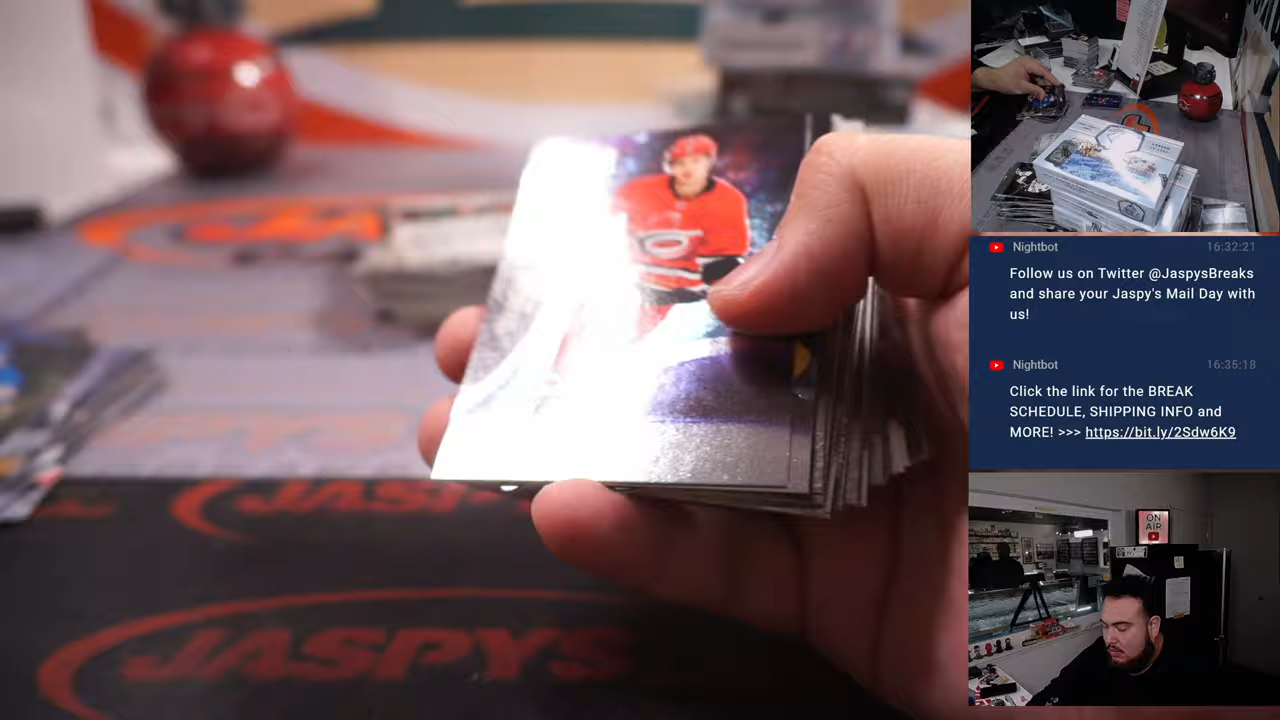 JASPYS
JASPYS
Nightbot 16:32:21
Follow us on Twitter @JaspysBreaks
and share your Jaspy's Mail Day with
us!
Nightbot 16:35:18
Click the link for the BREAK
SCHEDULE, SHIPPING INFO and
MORE! >>> https://bit.ly/2Sdw6K9
ON
AIR